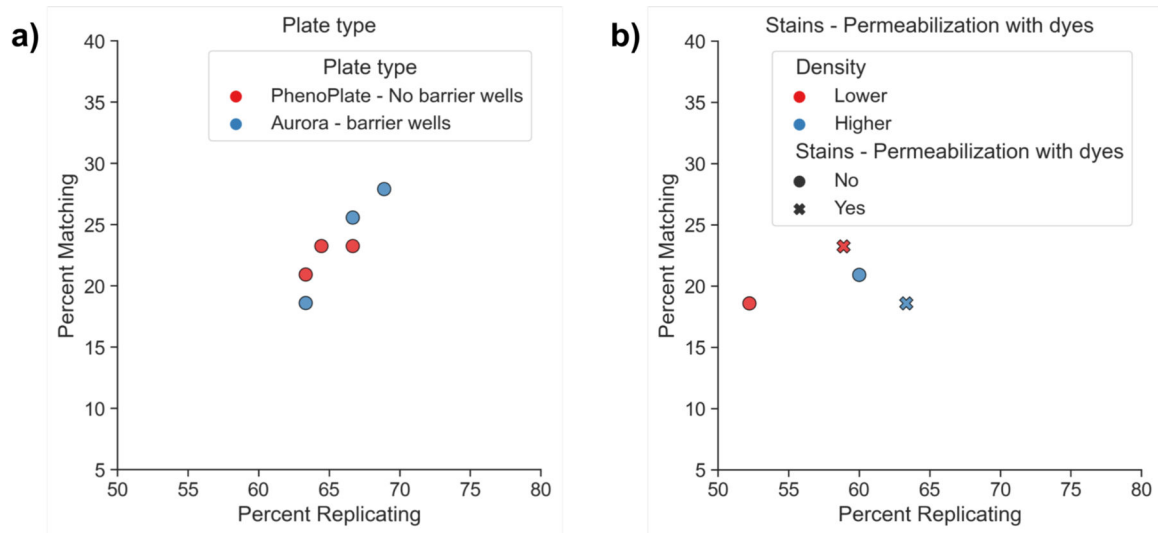 a)
Plate type
Plate type
PhenoPlate - No barrier wells
Aurora - barrier wells
Percent Matching
40
35
30
25
20
15
10
5
50 55 60 65 70 75 80
Percent Replicating
b)
Stains - Permeabilization with dyes
Density
Lower
Higher
Stains - Permeabilization with dyes
No
Yes
Percent Matching
40
35
30
25
20
15
10
5
50 55 60 65 70 75 80
Percent Replicating